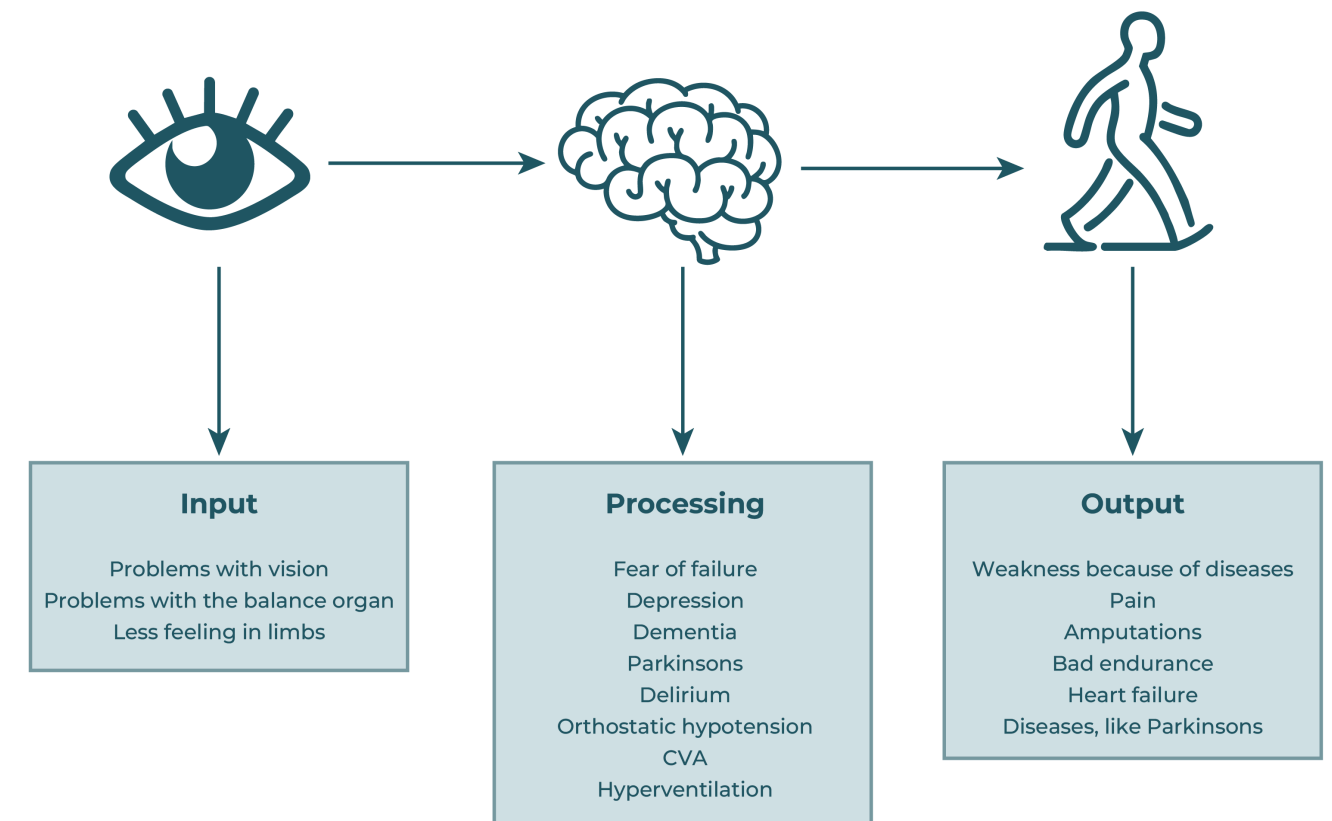 Input
Problems with vision
Problems with the balance organ
Less feeling in limbs
Processing
Fear of failure
Depression
Dementia
Parkinsons
Delirium
Orthostatic hypotension
CVA
Hyperventilation
Output
Weakness because of diseases
Pain
Amputations
Bad endurance
Heart failure
Diseases, like Parkinsons